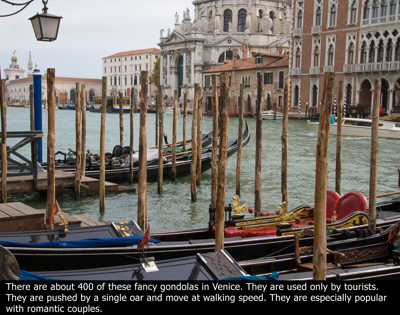 There are about 400 of these fancy gondolas in Venice. They are used only by tourists.
They are pushed by a single oar and move at walking speed. They are especially popular
with romantic couples.